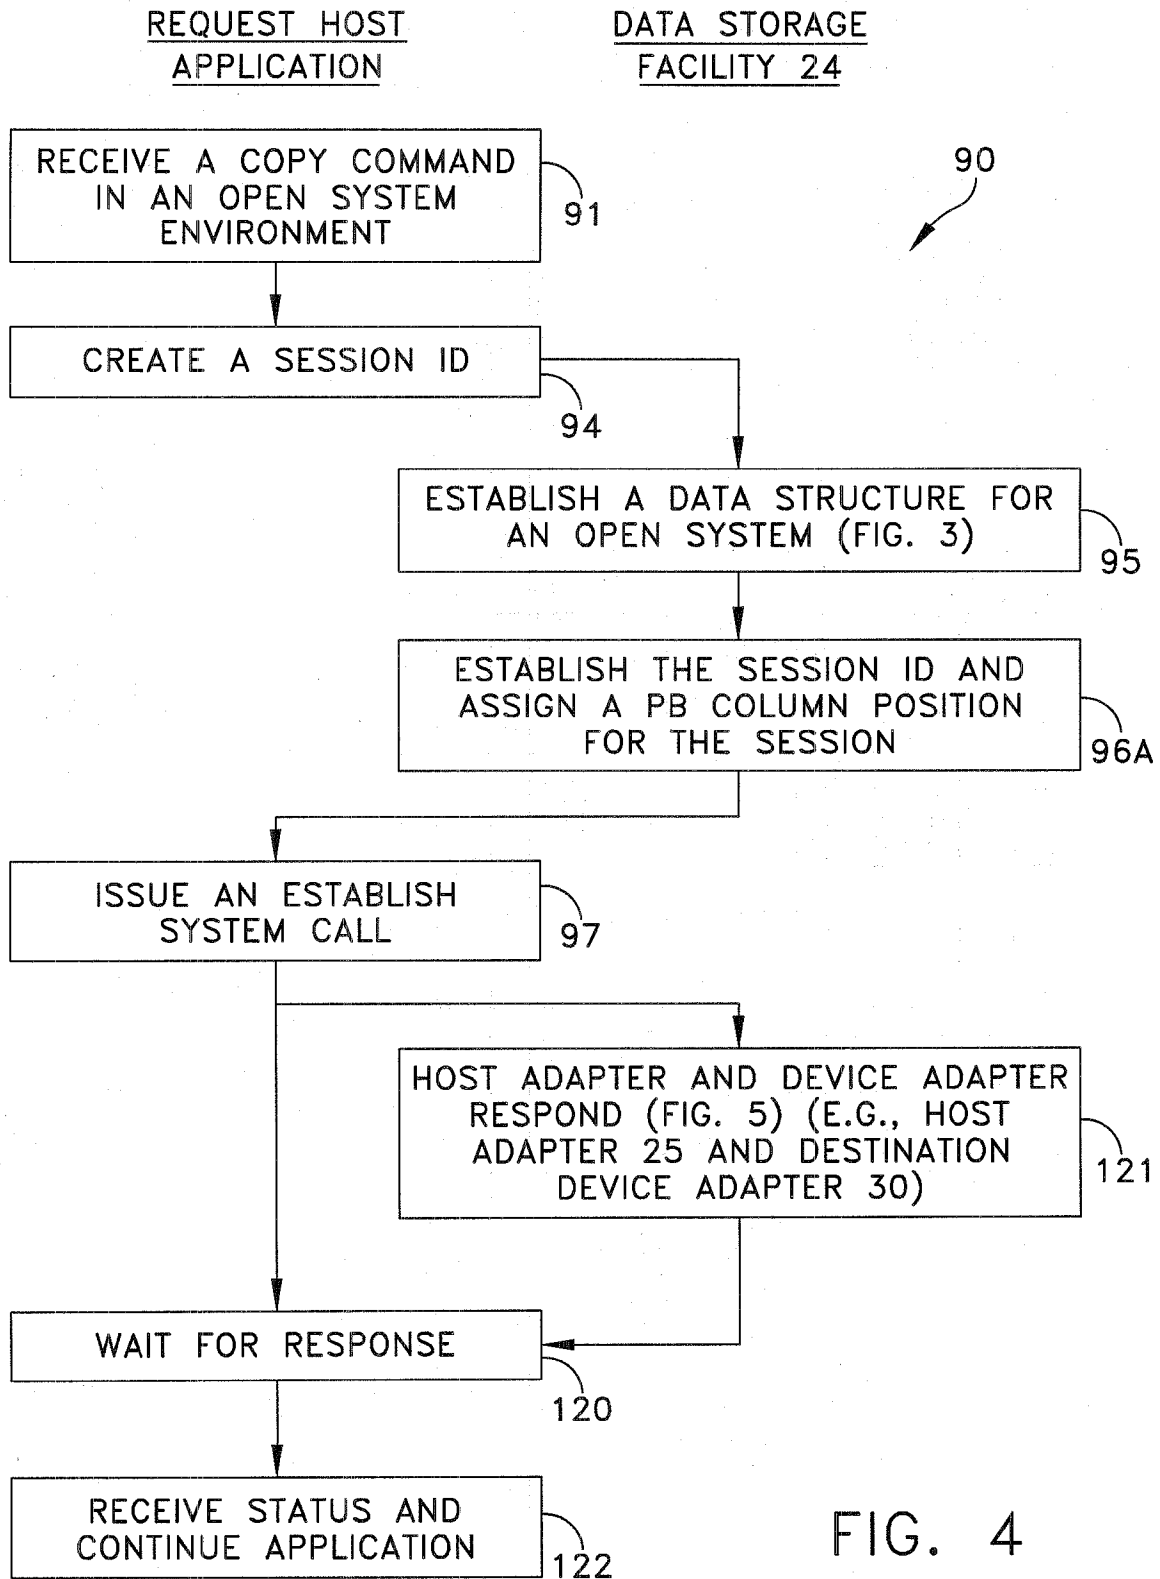 REQUEST HOST
APPLICATION
DATA STORAGE
FACILITY 24
RECEIVE A COPY COMMAND
IN AN OPEN SYSTEM
ENVIRONMENT
91
90
CREATE A SESSION ID
94
ESTABLISH A DATA STRUCTURE FOR
AN OPEN SYSTEM (FIG. 3)
95
ESTABLISH THE SESSION ID AND
ASSIGN A PB COLUMN POSITION
FOR THE SESSION
96A
ISSUE AN ESTABLISH
SYSTEM CALL
97
HOST ADAPTER AND DEVICE ADAPTER
RESPOND (FIG. 5) (E.G., HOST
ADAPTER 25 AND DESTINATION
DEVICE ADAPTER 30)
121
WAIT FOR RESPONSE
120
RECEIVE STATUS AND
CONTINUE APPLICATION
122
FIG. 4